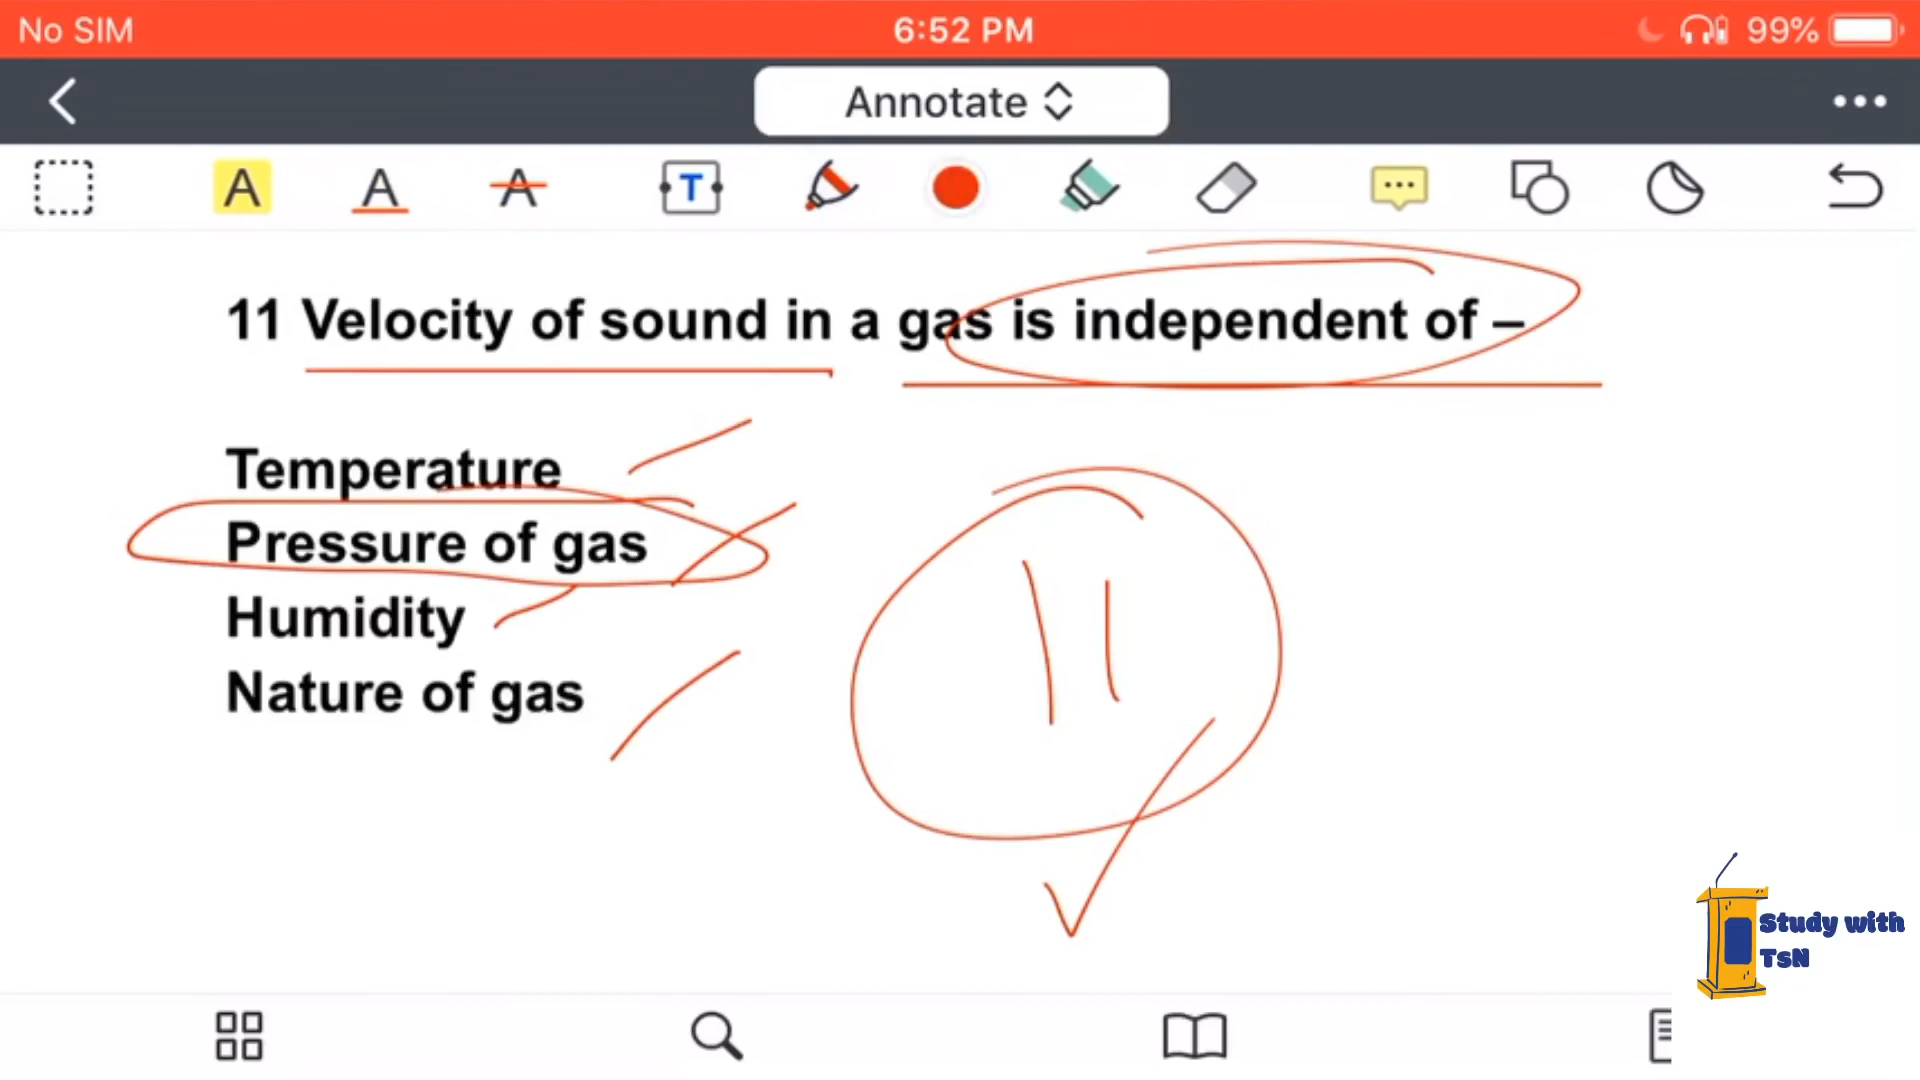 No SIM 6:52 PM 99%
Annotate
A A A T
11 Velocity of sound in a gas is independent of –
Temperature
Pressure of gas
Humidity
Nature of gas
11
Study with
TsN